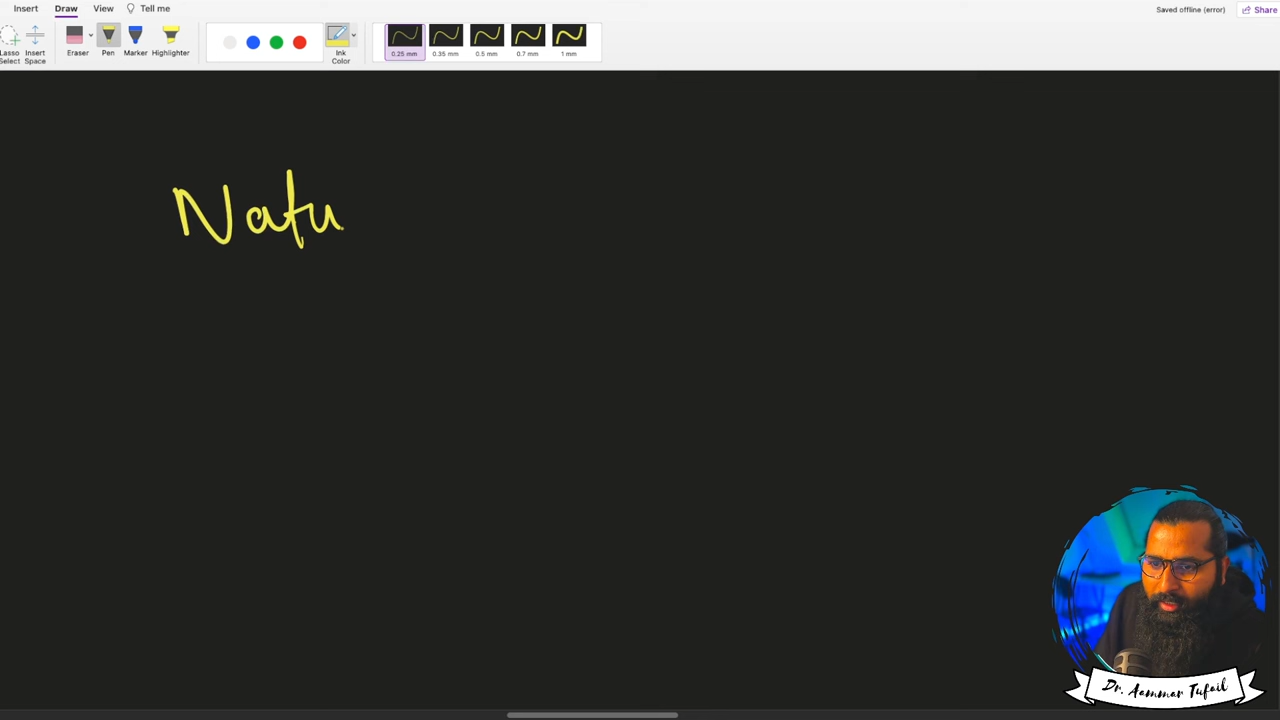 Insert Draw View Tell me
Saved offline (error) Share
Lasso Select
Insert Space
Eraser
Pen
Marker
Highlighter
Ink Color
0.25 mm
0.35 mm
0.5 mm
0.7 mm
1 mm
Natu
Dr. Aammar Tufail